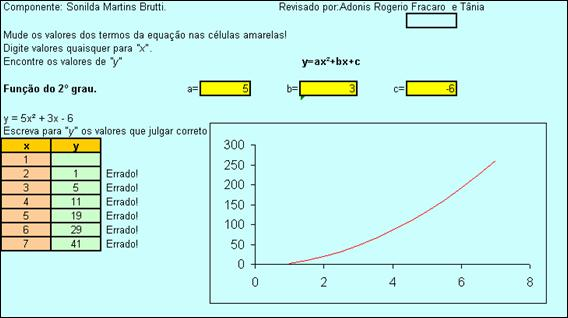 Componente: Sonilda Martins Brutti. Revisado por:Adonis Rogerio Fracaro e Tânia
Mude os valores dos termos da equação nas células amarelas!
Digite valores quaisquer para "x".
Encontre os valores de "y" y=ax²+bx+c
Função do 2º grau. a= 5 b= 3 c= -6
y = 5x² + 3x - 6
Escreva para "y" os valores que julgar correto
x y
1
2 1 Errado!
3 5 Errado!
4 11 Errado!
5 19 Errado!
6 29 Errado!
7 41 Errado!
300
250
200
150
100
50
0
0 2 4 6 8